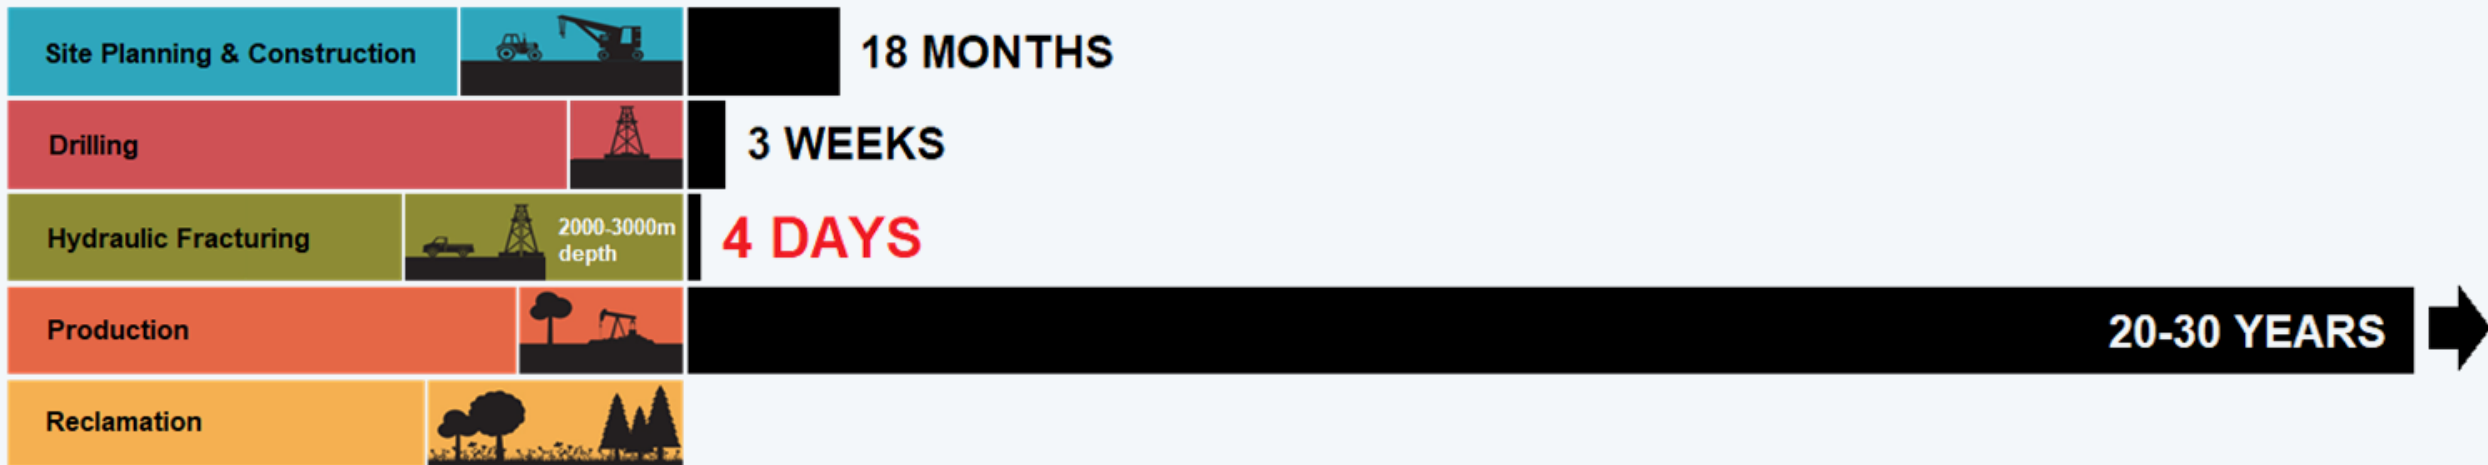 Site Planning & Construction
18 MONTHS
Drilling
3 WEEKS
Hydraulic Fracturing
2000-3000m
depth
4 DAYS
Production
20-30 YEARS
Reclamation